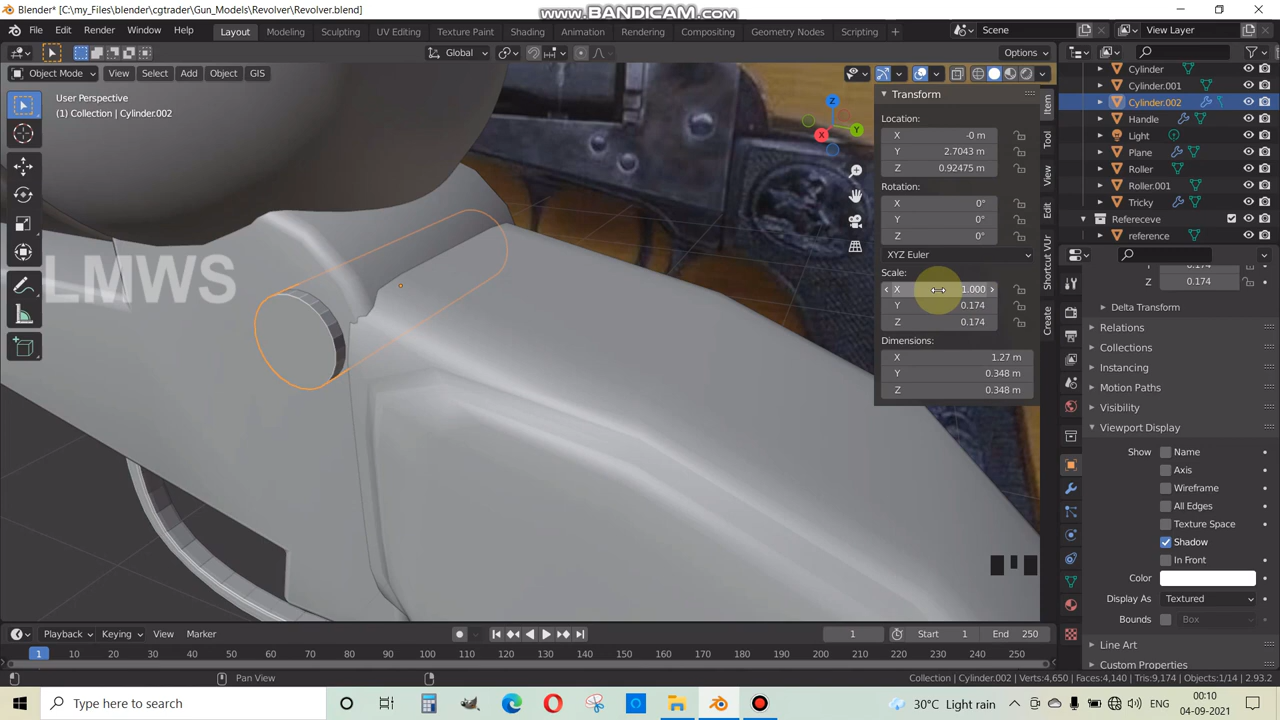 www.BANDICAM.com
Blender* [C:\my_Files\blender\cgtrader\Gun_Models\Revolver\Revolver.blend]
File Edit Render Window Help Layout Modeling Sculpting UV Editing Texture Paint Shading Animation Rendering Compositing Geometry Nodes Scripting + Scene View Layer
Global Options
Object Mode View Select Add Object GIS
User Perspective
(1) Collection | Cylinder.002
LMWS
Transform
Location:
X -0 m
Y 2.7043 m
Z 0.92475 m
Rotation:
X 0°
Y 0°
Z 0°
XYZ Euler
Scale:
X 1.000
Y 0.174
Z 0.174
Dimensions:
X 1.27 m
Y 0.348 m
Z 0.348 m
Item
Tool
View
Edit
Shortcut VUr
Create
Cylinder
Cylinder.001
Cylinder.002
Handle
Light
Plane
Roller
Roller.001
Tricky
Refereceve
reference
Z 0.174
Delta Transform
Relations
Collections
Instancing
Motion Paths
Visibility
Viewport Display
Show Name
Axis
Wireframe
All Edges
Texture Space
Shadow
In Front
Color
Display As Textured
Bounds Box
Line Art
Custom Properties
Playback Keying View Marker 1 Start 1 End 250
1 10 20 30 40 50 60 70 80 90 100 110 120 130 140 150 160 170 180 190 200 210 220 230 240 250
Pan View Collection | Cylinder.002 | Verts:4,650 | Faces:4,140 | Tris:9,174 | Objects:1/14 | 2.93.2
Type here to search 30°C Light rain ENG 00:10
04-09-2021